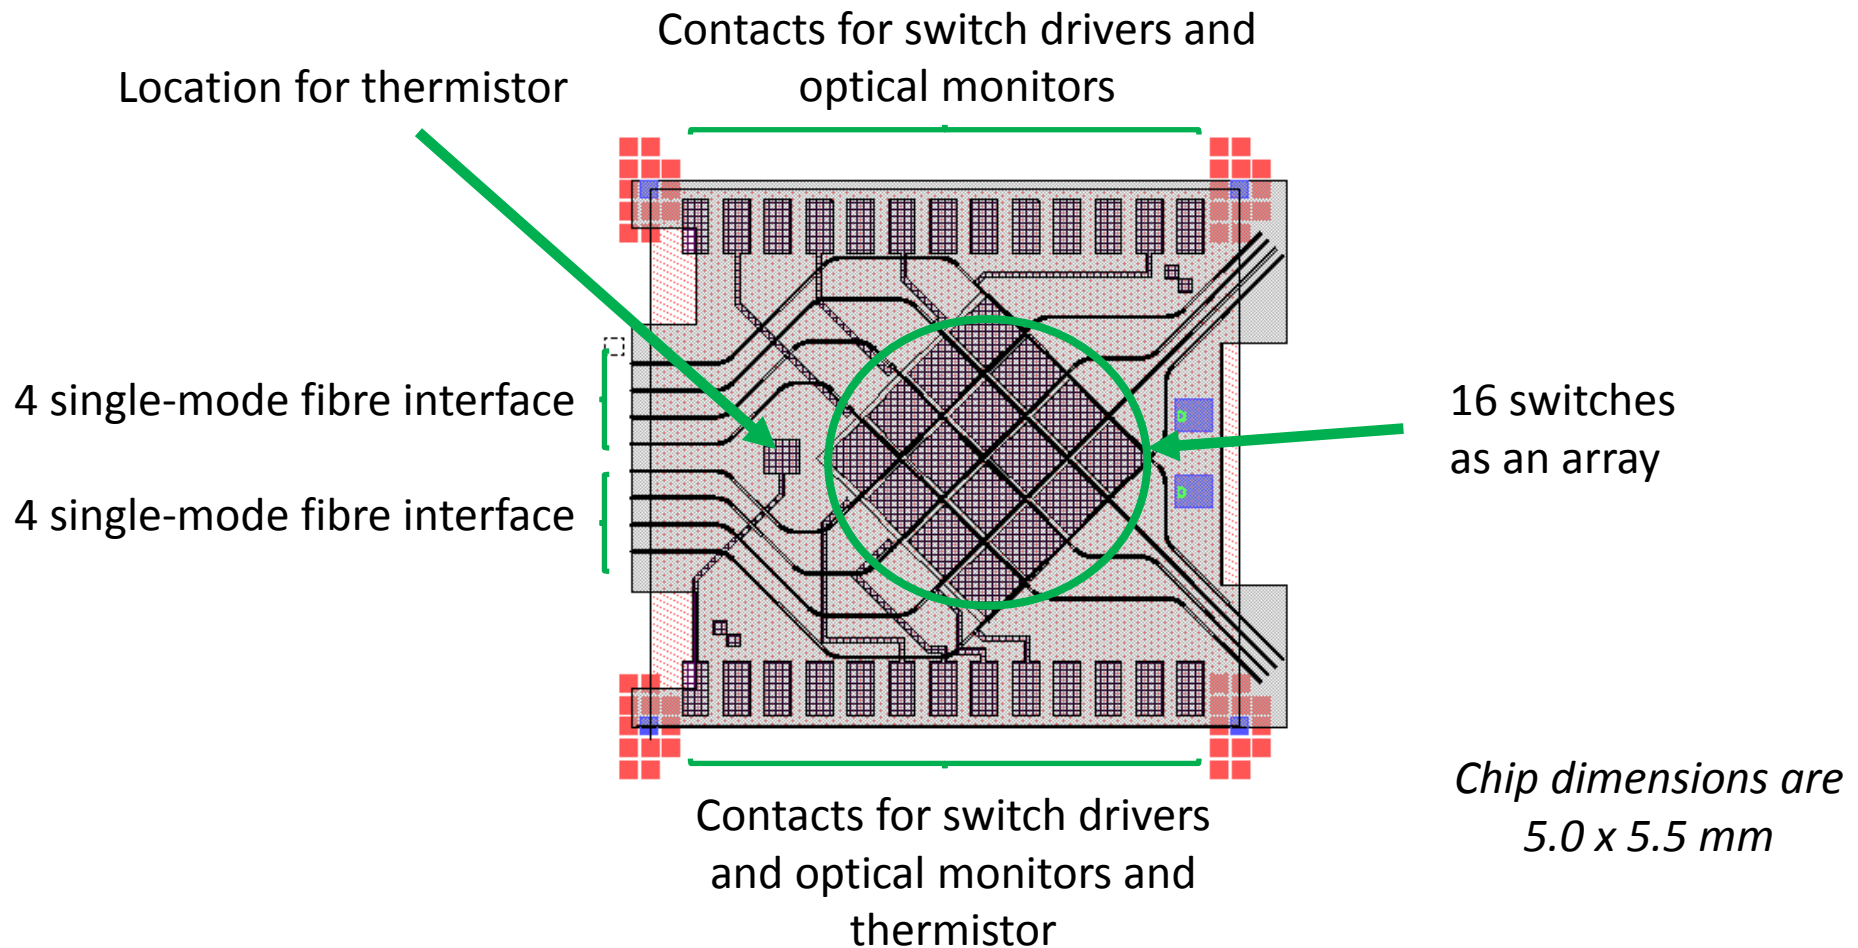 Contacts for switch drivers and
optical monitors
Location for thermistor
4 single-mode fibre interface
4 single-mode fibre interface
16 switches
as an array
Chip dimensions are
5.0 x 5.5 mm
Contacts for switch drivers
and optical monitors and
thermistor